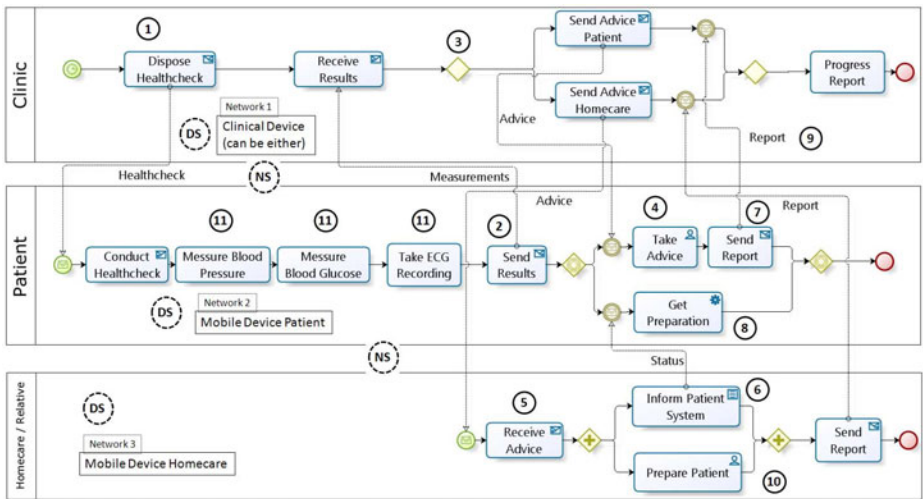 Clinic
1
Dispose
Healthcheck
Receive
Results
3
Send Advice
Patient
Send Advice
Homecare
Progress
Report
Network 1
DS
Clinical Device
(can be either)
Advice
Report
9
Healthcheck
NS
Measurements
Advice
Report
Patient
11
11
11
2
4
7
Conduct
Healthcheck
Messure Blood
Pressure
Messure
Blood Glucose
Take ECG
Recording
Send
Results
Take
Advice
Send
Report
Get
Preparation
8
DS
Network 2
Mobile Device Patient
NS
Status
Homecare / Relative
DS
Network 3
Mobile Device Homecare
5
Receive
Advice
6
Inform Patient
System
Prepare Patient
10
Send
Report